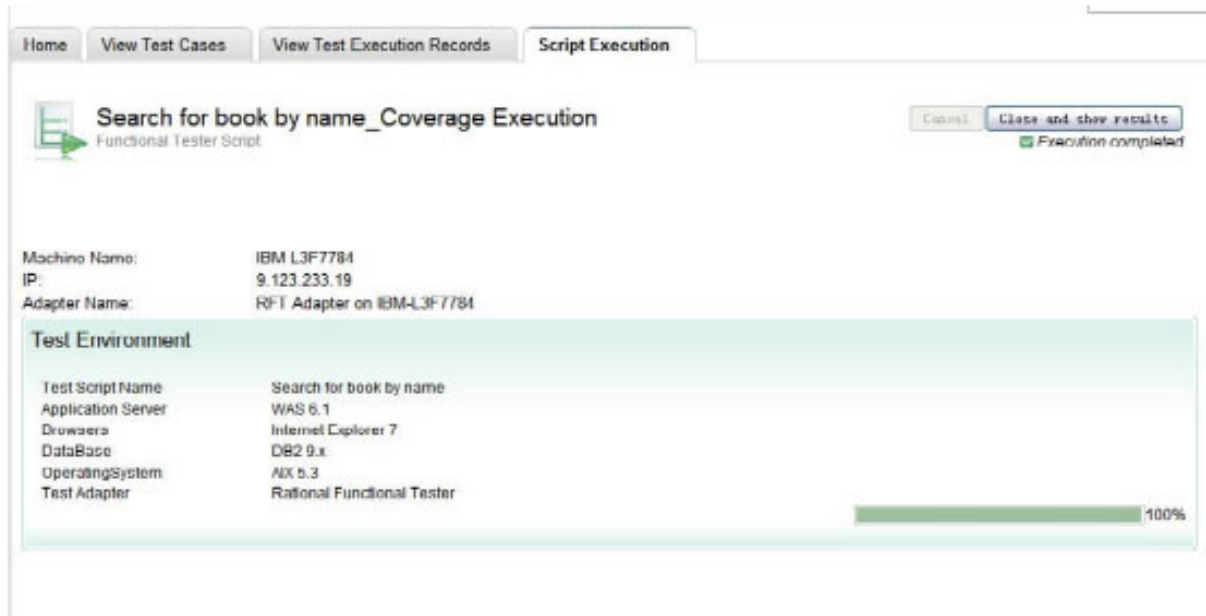 Home View Test Cases View Test Execution Records Script Execution
Search for book by name_Coverage Execution
Functional Tester Script
Cancel Close and show results
Execution completed
Machine Name: IBM L3F7784
IP: 9.123.233.19
Adapter Name: RFT Adapter on IBM-L3F7784
Test Environment
Test Script Name Search for book by name
Application Server WAS 6.1
Browsers Internet Explorer 7
DataBase DB2 9.x
OperatingSystem AIX 5.3
Test Adapter Rational Functional Tester
100%